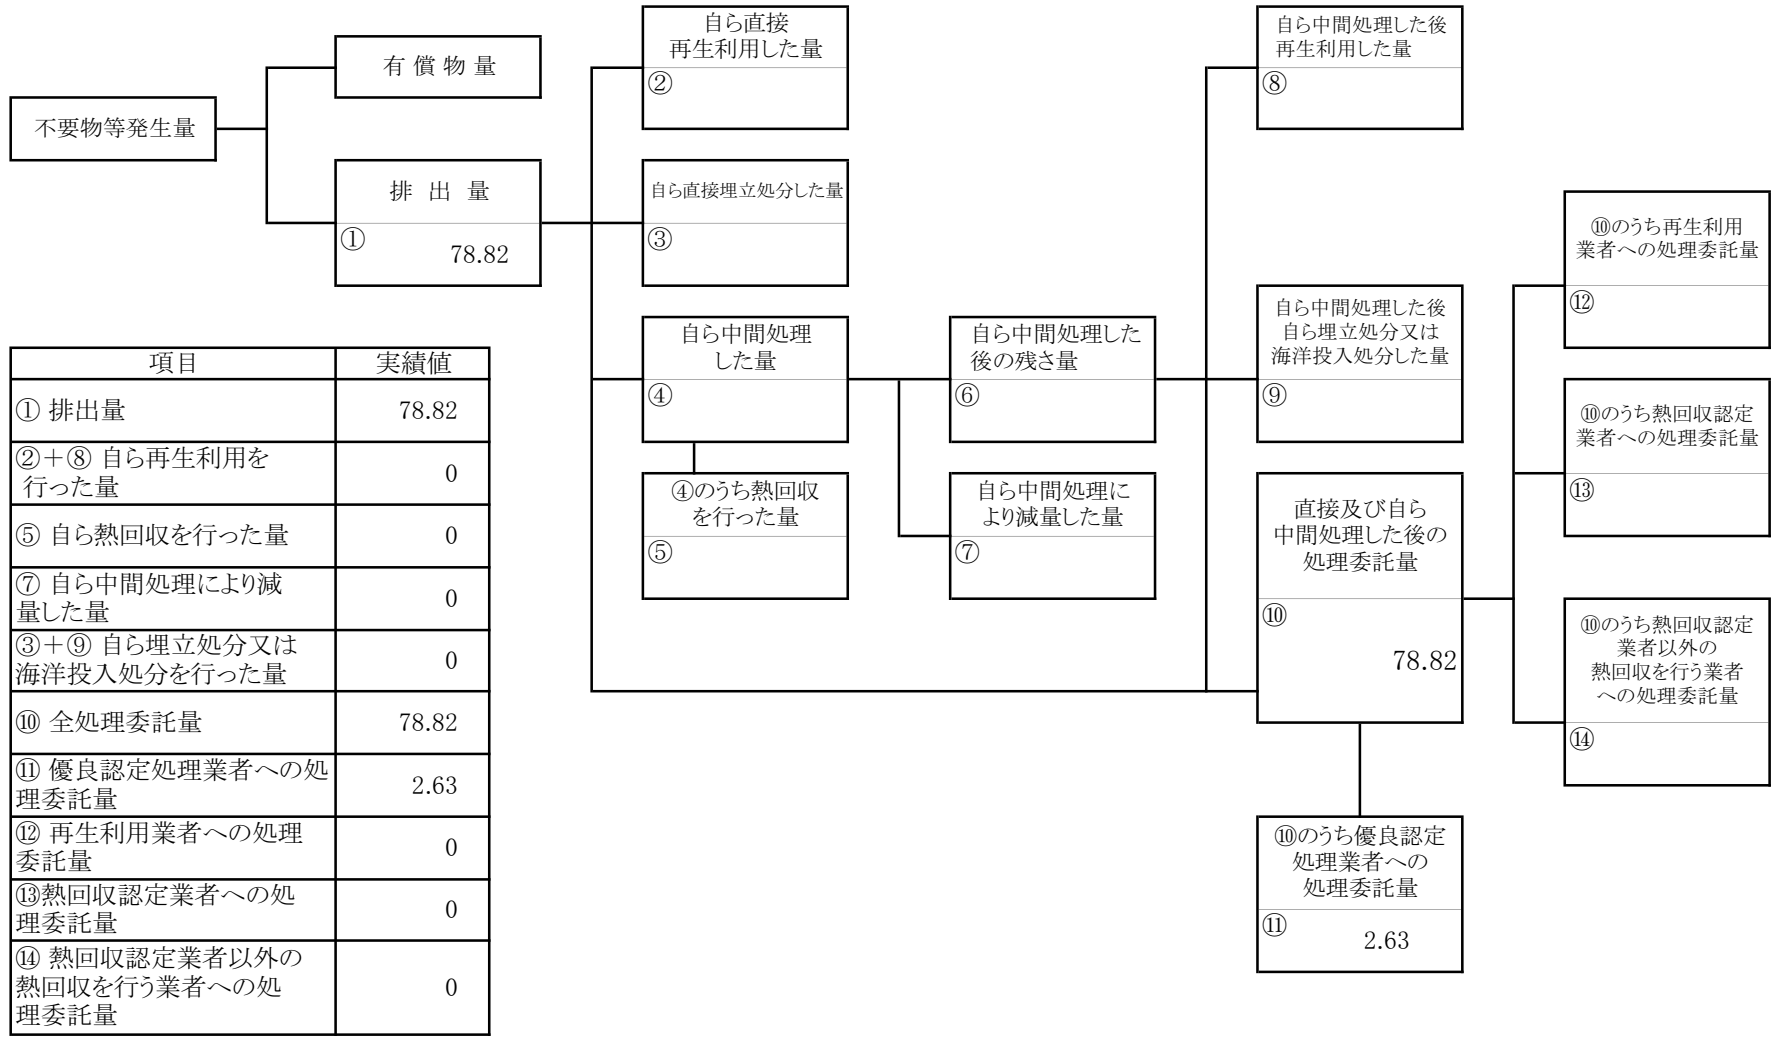 不要物等発生量
有 償 物 量
排 出 量
①
78.82
自ら直接
再生利用した量
②
自ら直接埋立処分した量
③
自ら中間処理
した量
④
④のうち熱回収
を行った量
⑤
自ら中間処理した
後の残さ量
⑥
自ら中間処理に
より減量した量
⑦
自ら中間処理した後
再生利用した量
⑧
自ら中間処理した後
自ら埋立処分又は
海洋投入処分した量
⑨
直接及び自ら
中間処理した後の
処理委託量
⑩
78.82
⑩のうち優良認定
処理業者への
処理委託量
⑪
2.63
⑩のうち再生利用
業者への処理委託量
⑫
⑩のうち熱回収認定
業者への処理委託量
⑬
⑩のうち熱回収認定
業者以外の
熱回収を行う業者
への処理委託量
⑭
項目 実績値
① 排出量 78.82
②＋⑧ 自ら再生利用を
行った量 0
⑤ 自ら熱回収を行った量 0
⑦ 自ら中間処理により減
量した量 0
③＋⑨ 自ら埋立処分又は
海洋投入処分を行った量 0
⑩ 全処理委託量 78.82
⑪ 優良認定処理業者への処
理委託量 2.63
⑫ 再生利用業者への処理
委託量 0
⑬熱回収認定業者への処
理委託量 0
⑭ 熱回収認定業者以外の
熱回収を行う業者への処
理委託量 0